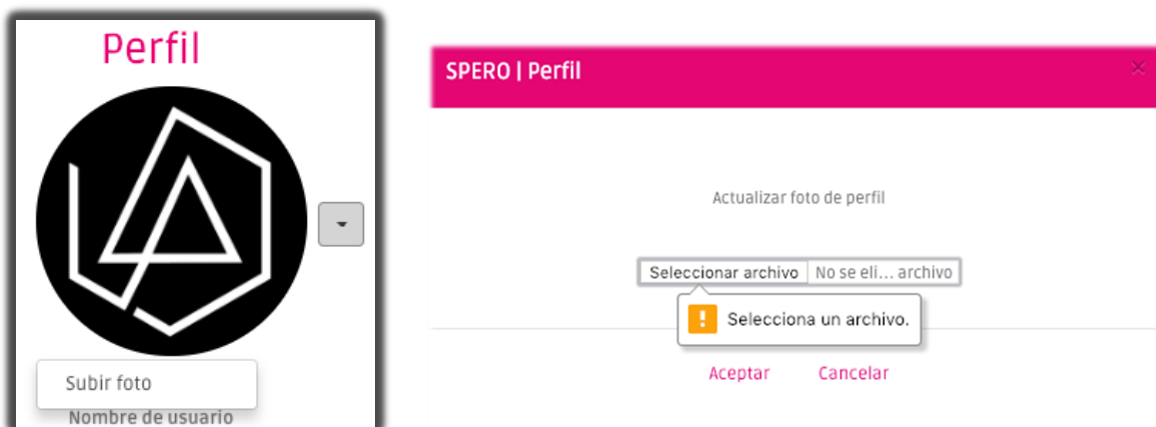 Perfil
Subir foto
Nombre de usuario
SPERO | Perfil
×
Actualizar foto de perfil
Seleccionar archivo No se eli... archivo
! Selecciona un archivo.
Aceptar Cancelar